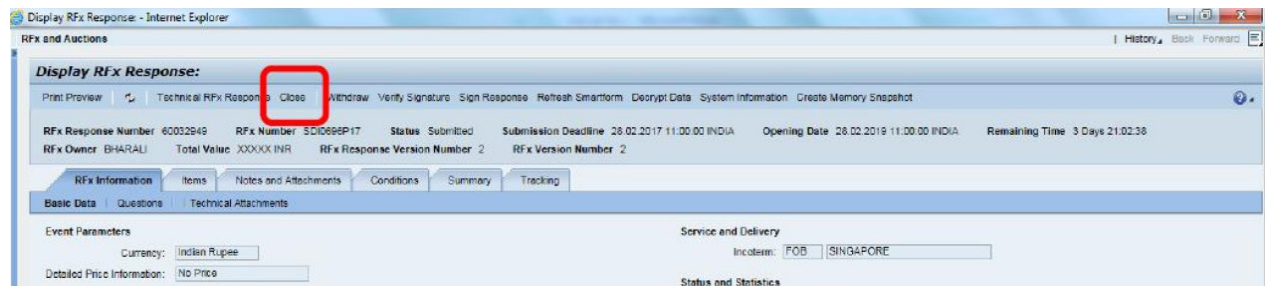 Display RFx Response: - Internet Explorer
RFx and Auctions | History Back Forward
Display RFx Response:
Print Preview | Technical RFx Response Close | Withdraw Verify Signature Sign Response Refresh Smartform Decrypt Data System Information Create Memory Snapshot
RFx Response Number 60032949 RFx Number SDI0696P17 Status Submitted Submission Deadline 28.02.2017 11:00:00 INDIA Opening Date 28.02.2019 11:00:00 INDIA Remaining Time 3 Days 21:02:38
RFx Owner BHARALI Total Value XXXXX INR RFx Response Version Number 2 RFx Version Number 2
RFx Information Items Notes and Attachments Conditions Summary Tracking
Basic Data | Questions | Technical Attachments
Event Parameters Service and Delivery
Currency: Indian Rupee Incoterm: FOB SINGAPORE
Detailed Price Information: No Price
Status and Statistics